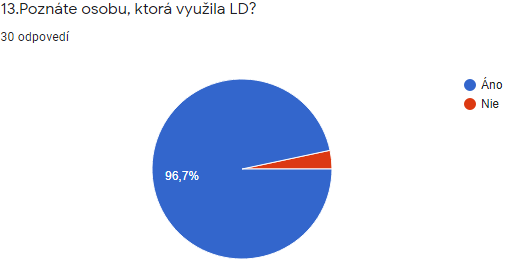 13.Poznáte osobu, ktorá využila LD?
30 odpovedí
Áno
Nie
96,7%